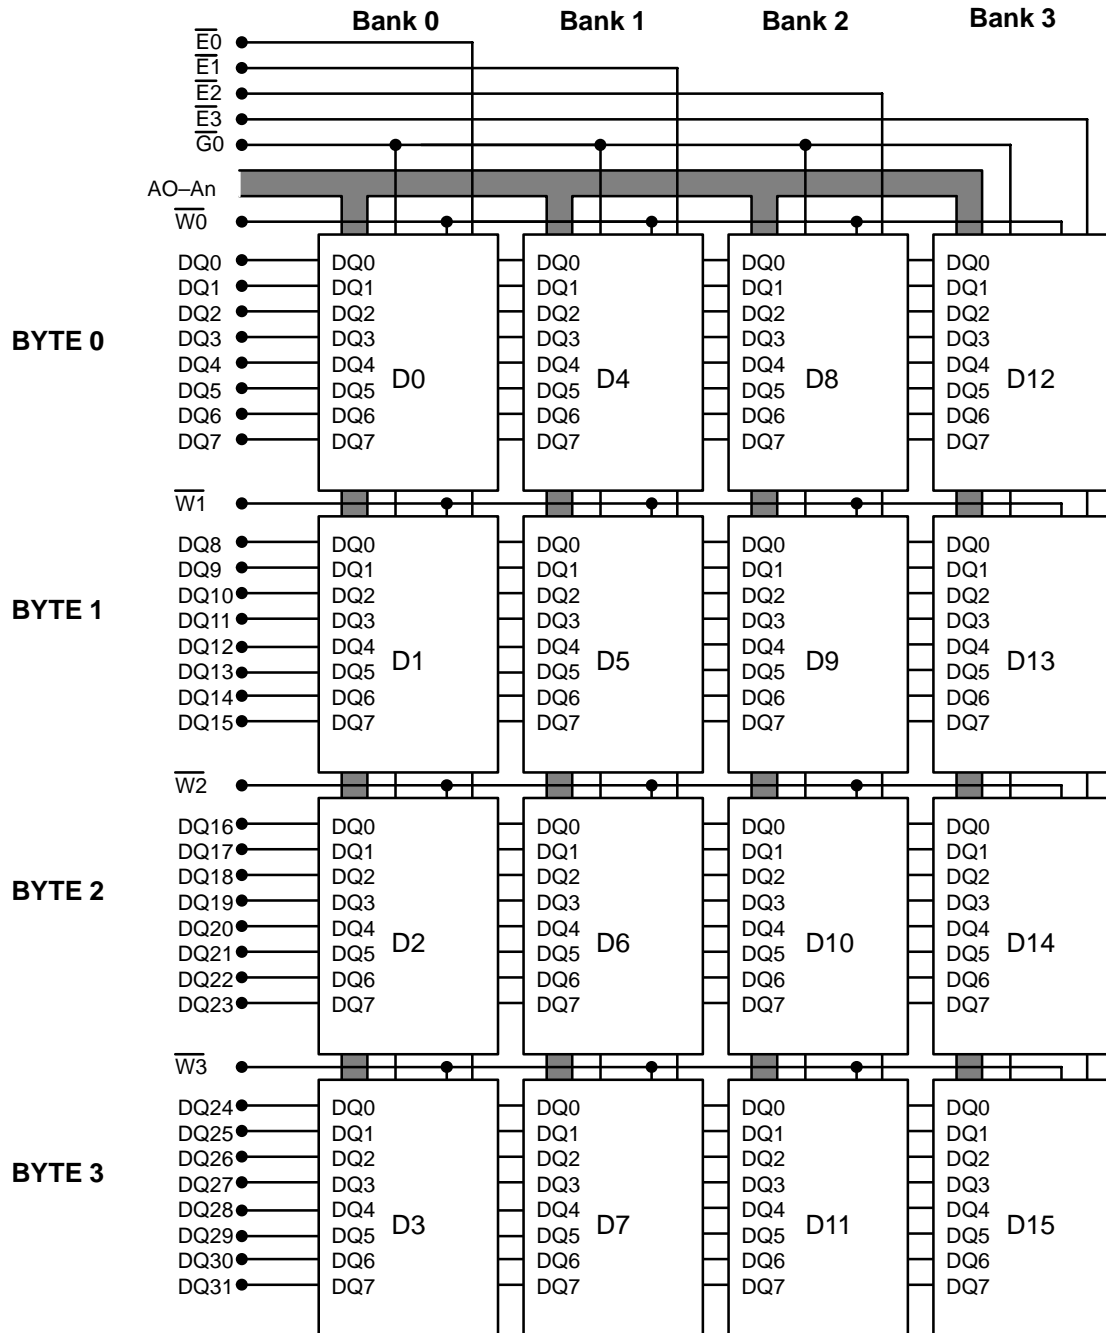 Bank 0 Bank 1 Bank 2 Bank 3
E0
E1
E2
E3
G0
AO–An
W0
DQ0 DQ0 DQ0 DQ0 DQ0
DQ1 DQ1 DQ1 DQ1 DQ1
DQ2 DQ2 DQ2 DQ2 DQ2
BYTE 0 DQ3 DQ3 DQ3 DQ3 DQ3
DQ4 DQ4 D0 DQ4 D4 DQ4 D8 DQ4 D12
DQ5 DQ5 DQ5 DQ5 DQ5
DQ6 DQ6 DQ6 DQ6 DQ6
DQ7 DQ7 DQ7 DQ7 DQ7
W1
DQ8 DQ0 DQ0 DQ0 DQ0
DQ9 DQ1 DQ1 DQ1 DQ1
DQ10 DQ2 DQ2 DQ2 DQ2
BYTE 1 DQ11 DQ3 DQ3 DQ3 DQ3
DQ12 DQ4 D1 DQ4 D5 DQ4 D9 DQ4 D13
DQ13 DQ5 DQ5 DQ5 DQ5
DQ14 DQ6 DQ6 DQ6 DQ6
DQ15 DQ7 DQ7 DQ7 DQ7
W2
DQ16 DQ0 DQ0 DQ0 DQ0
DQ17 DQ1 DQ1 DQ1 DQ1
DQ18 DQ2 DQ2 DQ2 DQ2
BYTE 2 DQ19 DQ3 DQ3 DQ3 DQ3
DQ20 DQ4 DQ4 DQ4 DQ4
DQ21 DQ5 D2 DQ5 D6 DQ5 D10 DQ5 D14
DQ22 DQ6 DQ6 DQ6 DQ6
DQ23 DQ7 DQ7 DQ7 DQ7
W3
DQ24 DQ0 DQ0 DQ0 DQ0
DQ25 DQ1 DQ1 DQ1 DQ1
DQ26 DQ2 DQ2 DQ2 DQ2
BYTE 3 DQ27 DQ3 DQ3 DQ3 DQ3
DQ28 DQ4 DQ4 DQ4 DQ4
DQ29 DQ5 D3 DQ5 D7 DQ5 D11 DQ5 D15
DQ30 DQ6 DQ6 DQ6 DQ6
DQ31 DQ7 DQ7 DQ7 DQ7